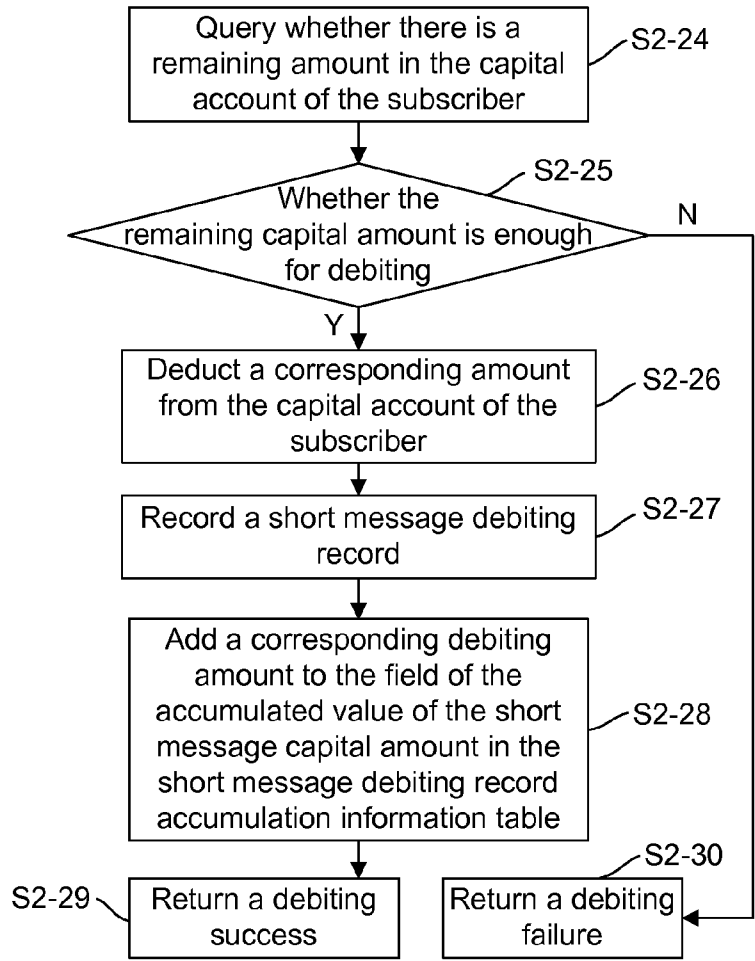 Query whether there is a
remaining amount in the capital
account of the subscriber
S2-24
S2-25
Whether the
remaining capital amount is enough
for debiting
N
Y
Deduct a corresponding amount
from the capital account of the
subscriber
S2-26
Record a short message debiting
record
S2-27
Add a corresponding debiting
amount to the field of the
accumulated value of the short
message capital amount in the
short message debiting record
accumulation information table
S2-28
S2-29
Return a debiting
success
S2-30
Return a debiting
failure